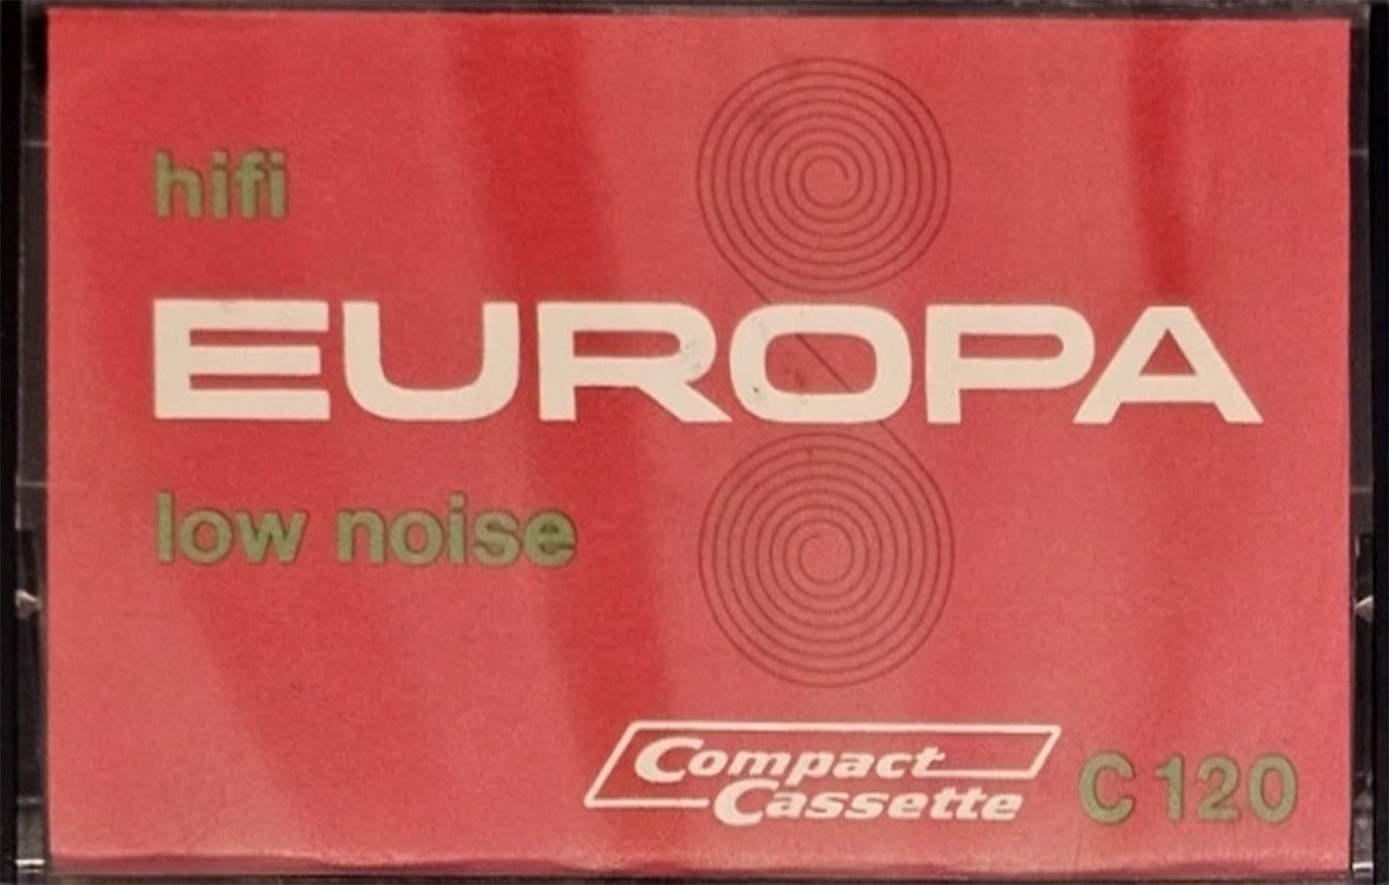 hifi
EUROPA
low noise
Compact
Cassette
C 120